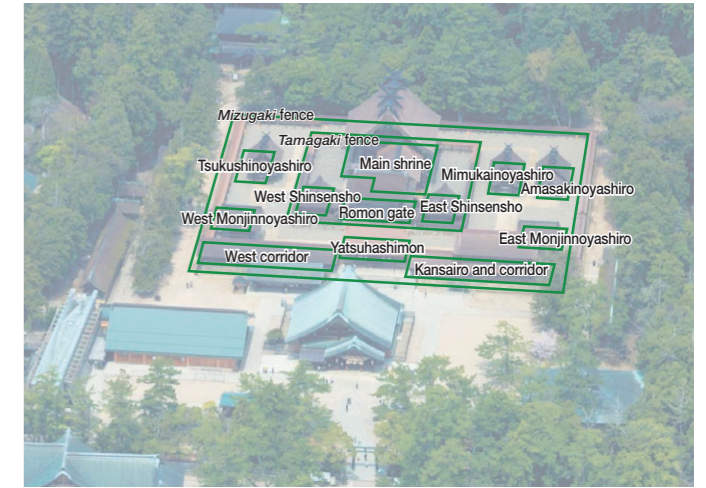 Mizugaki fence
Tamagaki fence
Main shrine
Tsukushinoyashiro
Mimukainoyashiro
Amasakinoyashiro
West Shinsensho
East Shinsensho
Romon gate
West Monjinnoyashiro
East Monjinnoyashiro
Yatsuhashimon
West corridor
Kansairo and corridor